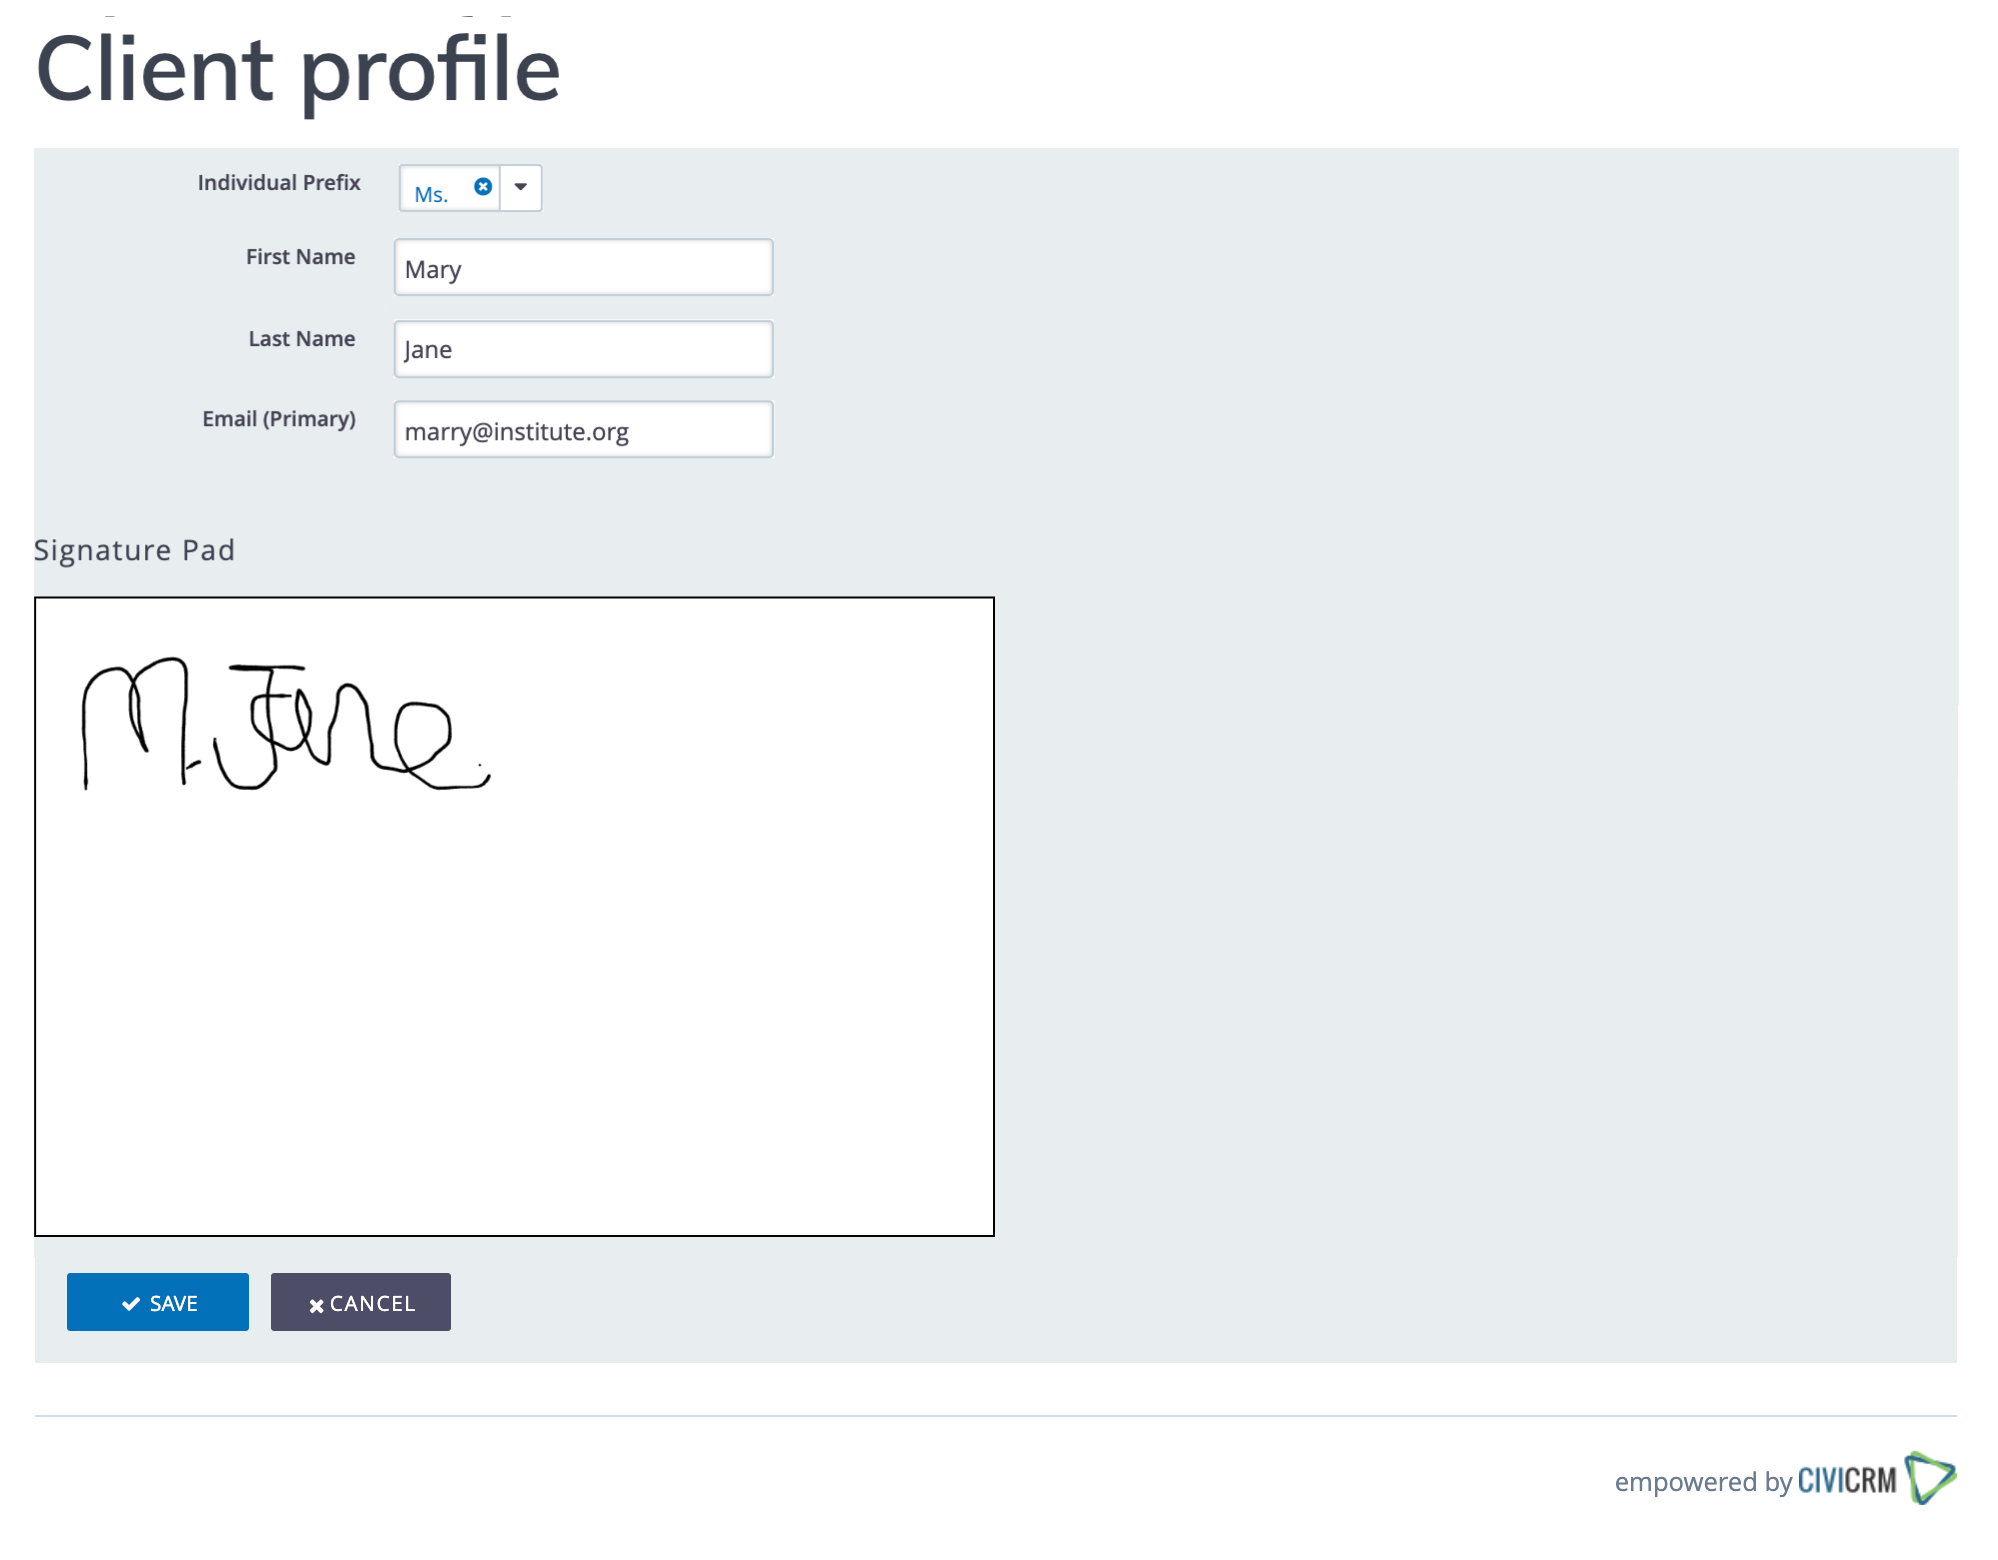 Client profile
Individual Prefix Ms.
First Name Mary
Last Name Jane
Email (Primary) marry@institute.org
Signature Pad
M. Jane.
SAVE CANCEL
empowered by CIVICRM